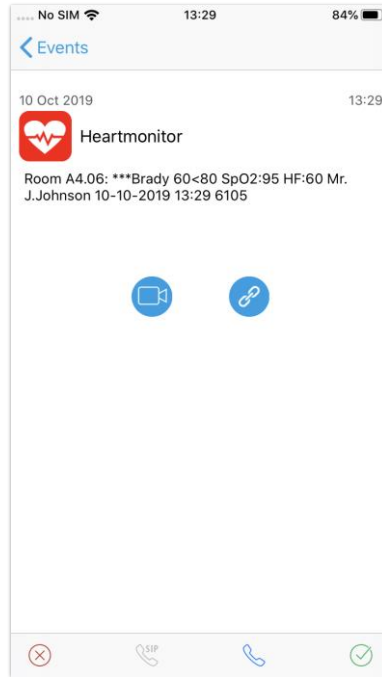 .... No SIM 13:29 84%
Events
10 Oct 2019 13:29
Heartmonitor
Room A4.06: ***Brady 60<80 SpO2:95 HF:60 Mr.
J.Johnson 10-10-2019 13:29 6105
SIP